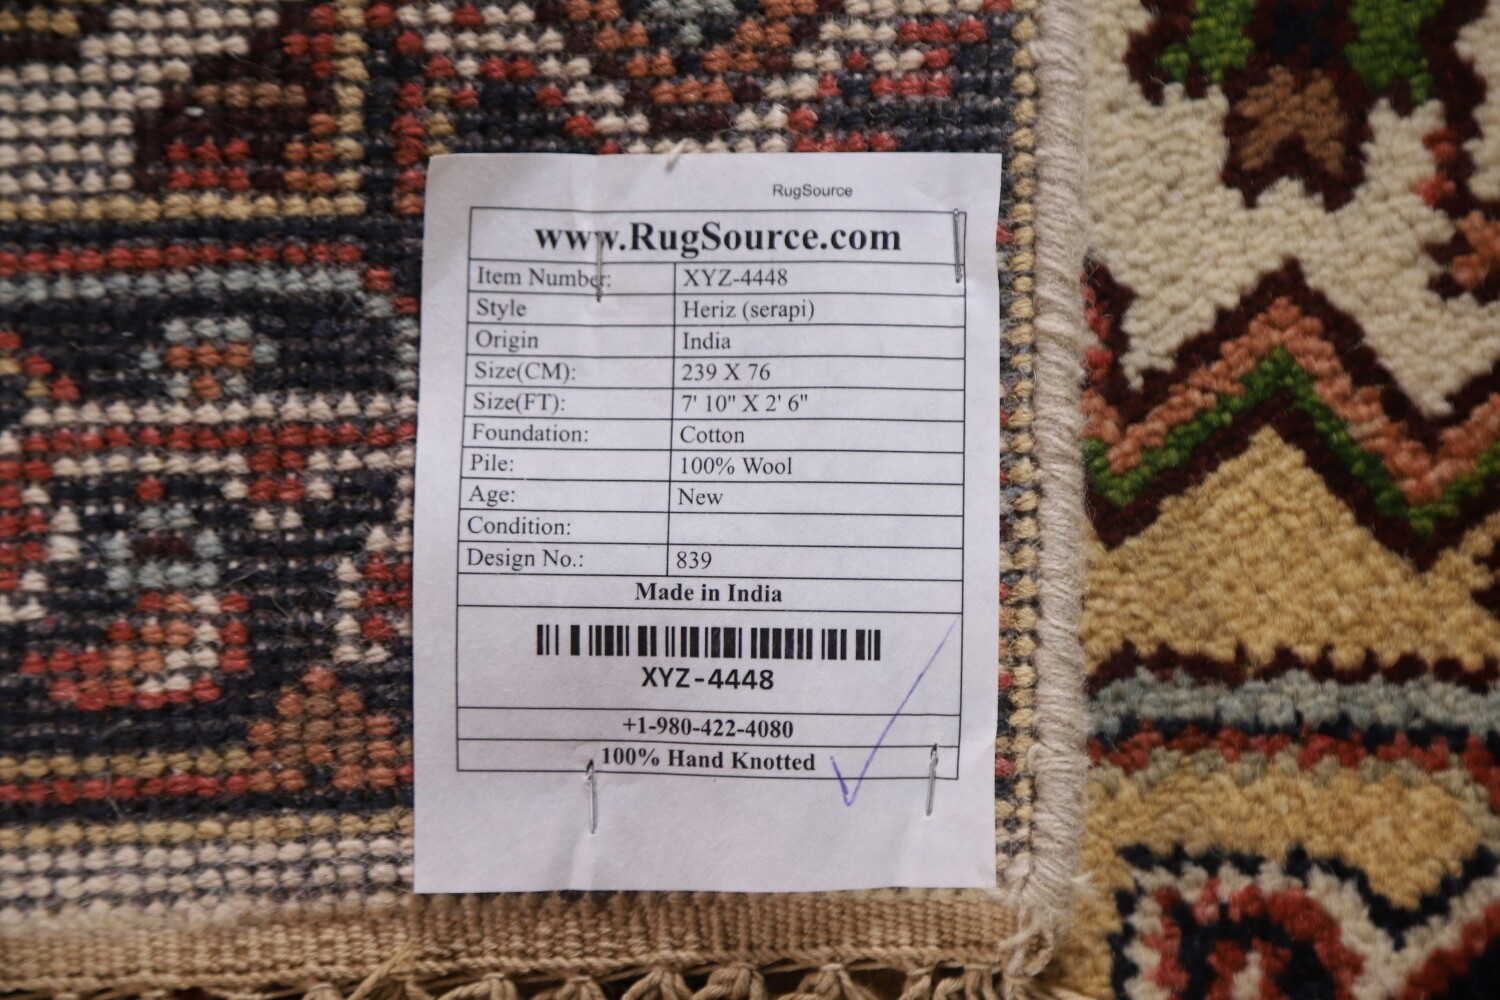 RugSource
www.RugSource.com
Item Number: XYZ-4448
Style Heriz (serapi)
Origin India
Size(CM): 239 X 76
Size(FT): 7' 10" X 2' 6"
Foundation: Cotton
Pile: 100% Wool
Age: New
Condition:
Design No.: 839
Made in India
XYZ-4448
+1-980-422-4080
100% Hand Knotted